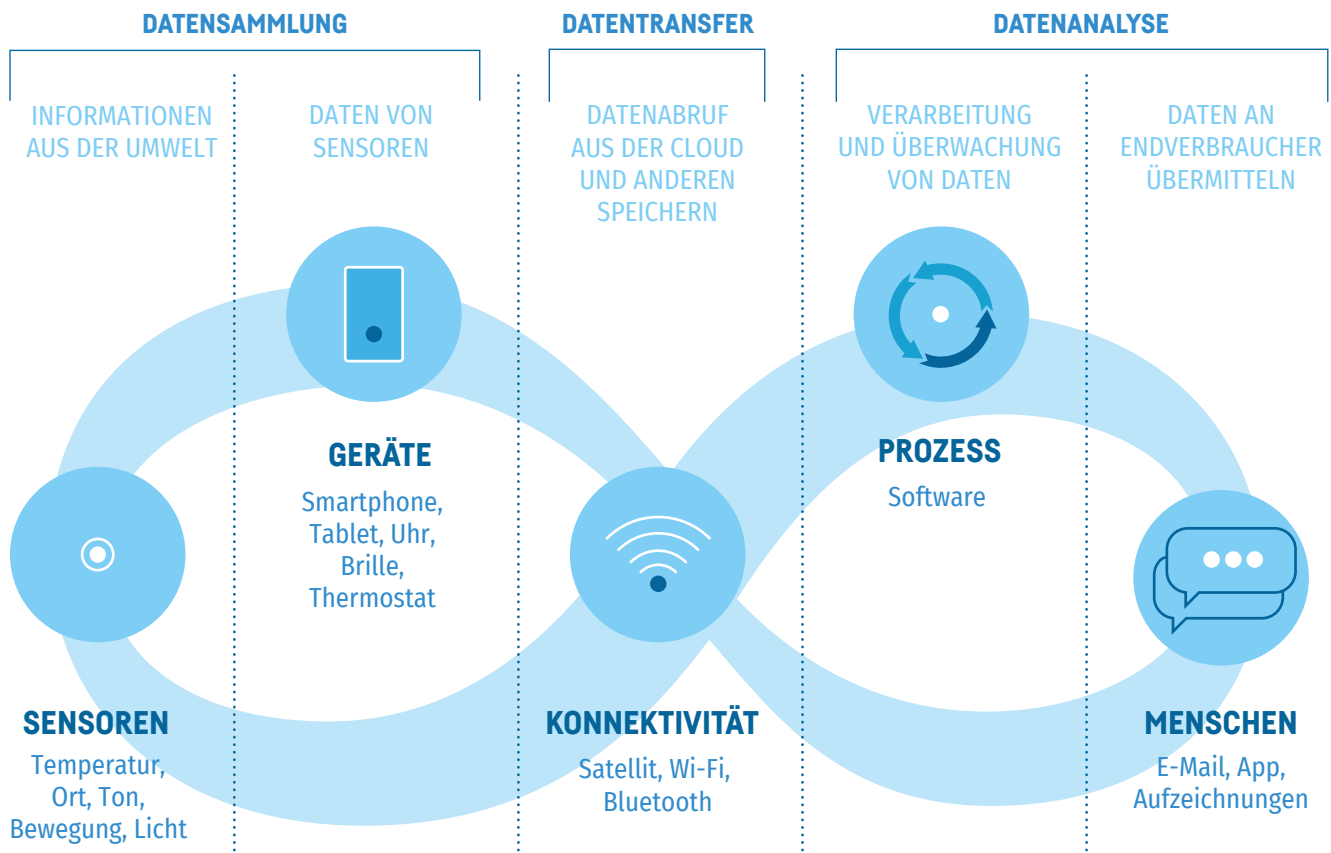 DATENSAMMLUNG
DATENTRANSFER
DATENANALYSE
INFORMATIONEN
AUS DER UMWELT
DATEN VON
SENSOREN
DATENABRUF
AUS DER CLOUD
UND ANDEREN
SPEICHERN
VERARBEITUNG
UND ÜBERWACHUNG
VON DATEN
DATEN AN
ENDVERBRAUCHER
ÜBERMITTELN
GERÄTE
Smartphone,
Tablet, Uhr,
Brille,
Thermostat
PROZESS
Software
SENSOREN
Temperatur,
Ort, Ton,
Bewegung, Licht
KONNEKTIVITÄT
Satellit, Wi-Fi,
Bluetooth
MENSCHEN
E-Mail, App,
Aufzeichnungen